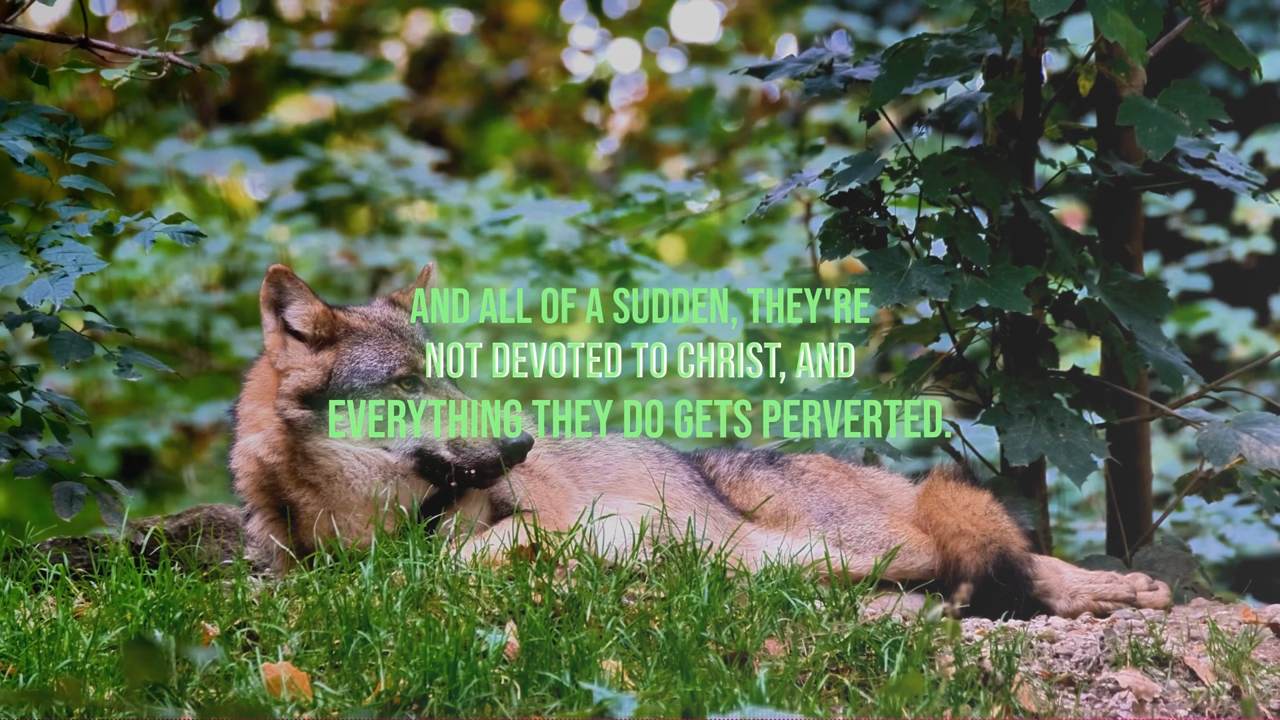 AND ALL OF A SUDDEN, THEY'RE
NOT DEVOTED TO CHRIST, AND
EVERYTHING THEY DO GETS PERVERTED.